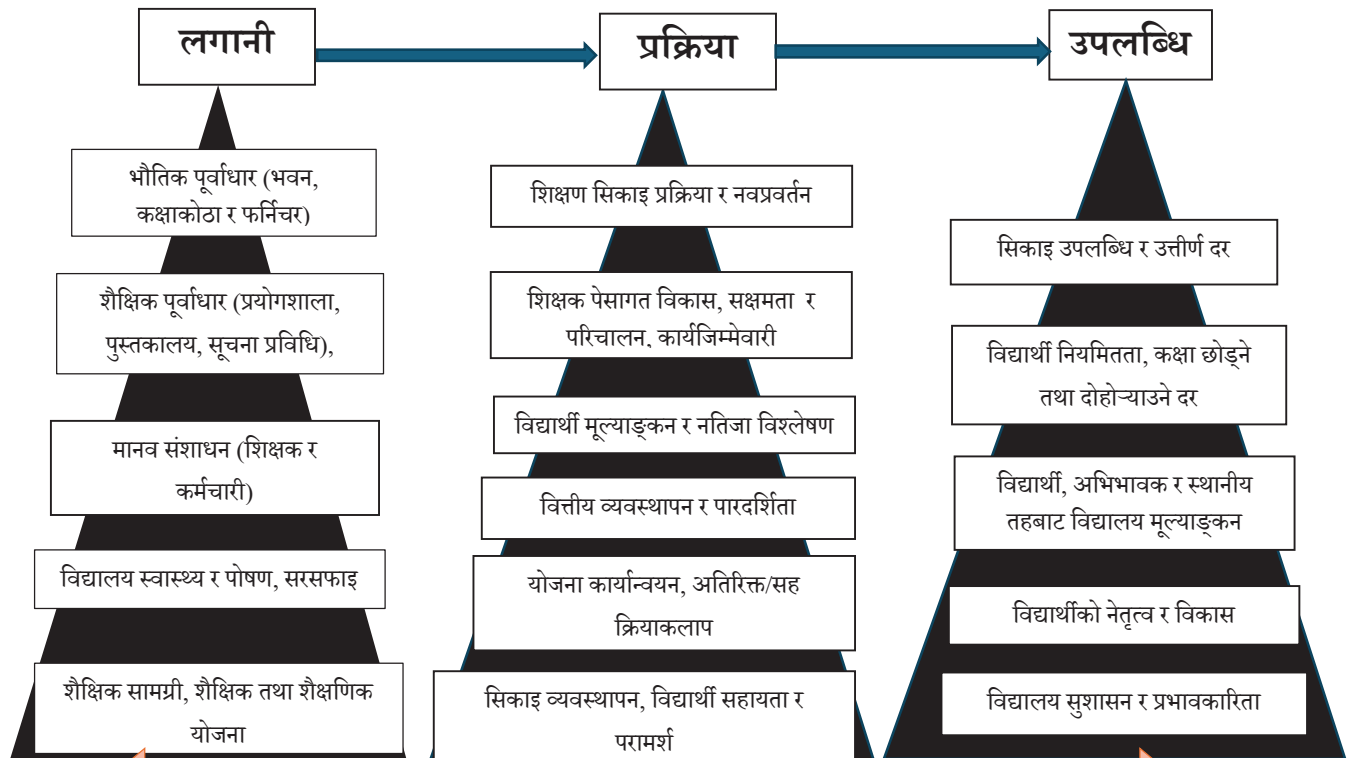 लगानी
प्रक्रिया
उपलब्धि
भौतिक पूर्वाधार (भवन,
कक्षाकोठा र फर्निचर)
शैक्षिक पूर्वाधार (प्रयोगशाला,
पुस्तकालय, सूचना प्रविधि),
मानव संशाधन (शिक्षक र
कर्मचारी)
विद्यालय स्वास्थ्य र पोषण, सरसफाइ
शैक्षिक सामग्री, शैक्षिक तथा शैक्षणिक
योजना
शिक्षण सिकाइ प्रक्रिया र नवप्रवर्तन
शिक्षक पेसागत विकास, सक्षमता र
परिचालन, कार्यजिम्मेवारी
विद्यार्थी मूल्याङ्कन र नतिजा विश्लेषण
वित्तीय व्यवस्थापन र पारदर्शिता
योजना कार्यान्वयन, अतिरिक्त/सह
क्रियाकलाप
सिकाइ व्यवस्थापन, विद्यार्थी सहायता र
परामर्श
सिकाइ उपलब्धि र उत्तीर्ण दर
विद्यार्थी नियमितता, कक्षा छोड्ने
तथा दोहोऱ्याउने दर
विद्यार्थी, अभिभावक र स्थानीय
तहबाट विद्यालय मूल्याङ्कन
विद्यार्थीको नेतृत्व र विकास
विद्यालय सुशासन र प्रभावकारिता